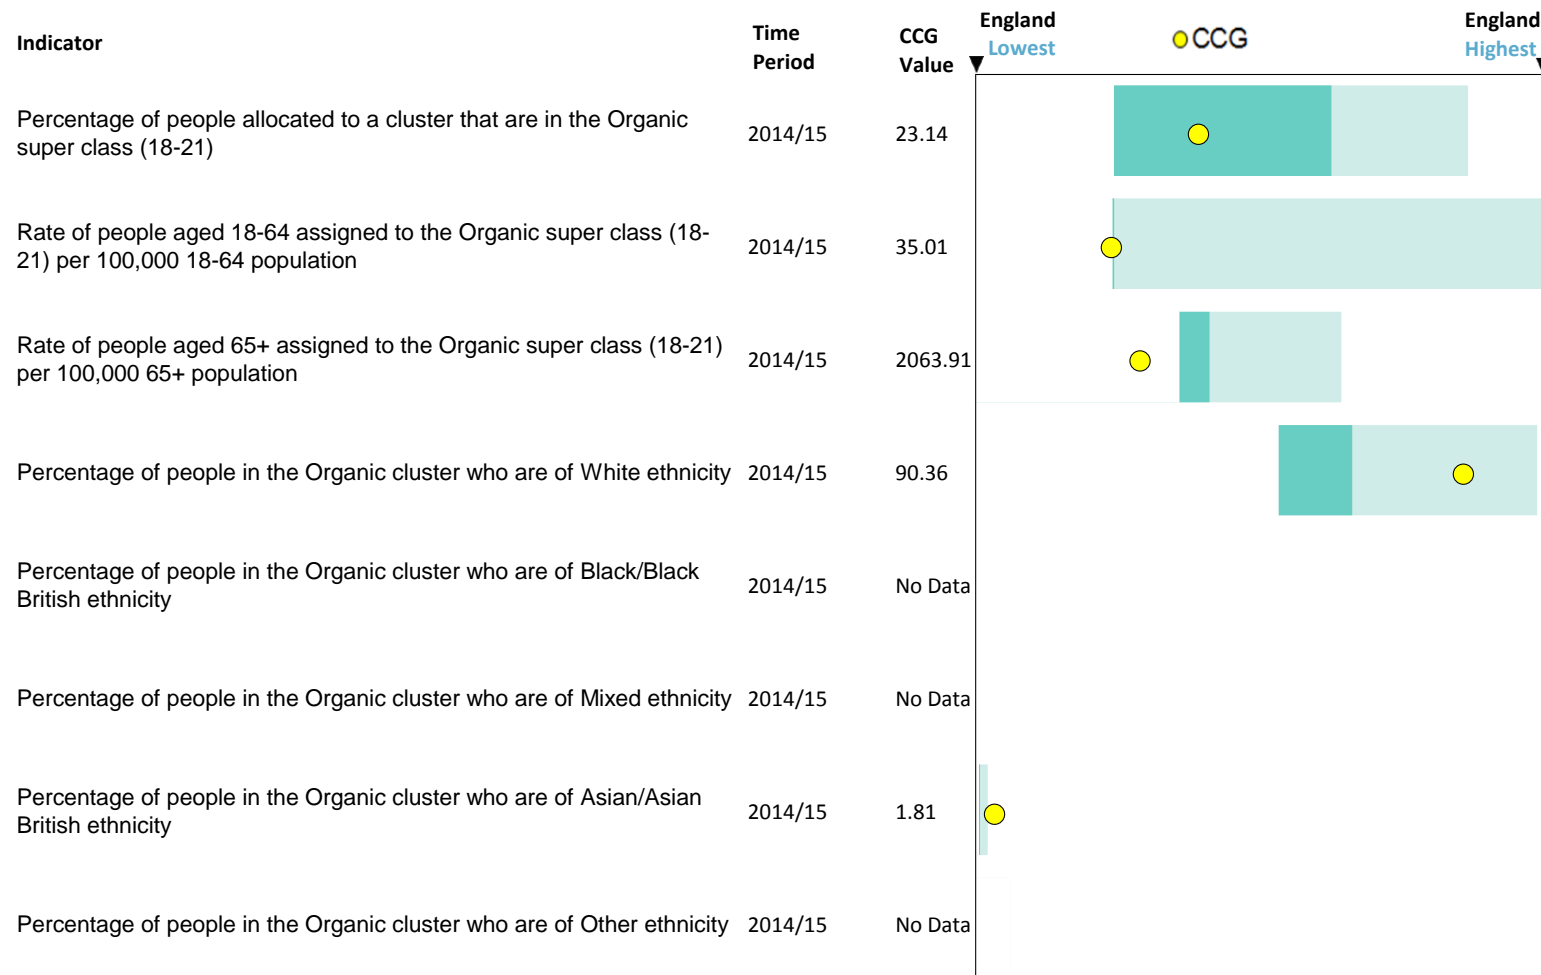 Indicator
Time
Period
CCG
Value
England
Lowest
CCG
England
Highest
Percentage of people allocated to a cluster that are in the Organic
super class (18-21)
2014/15
23.14
Rate of people aged 18-64 assigned to the Organic super class (18-
21) per 100,000 18-64 population
2014/15
35.01
Rate of people aged 65+ assigned to the Organic super class (18-21)
per 100,000 65+ population
2014/15
2063.91
Percentage of people in the Organic cluster who are of White ethnicity
2014/15
90.36
Percentage of people in the Organic cluster who are of Black/Black
British ethnicity
2014/15
No Data
Percentage of people in the Organic cluster who are of Mixed ethnicity
2014/15
No Data
Percentage of people in the Organic cluster who are of Asian/Asian
British ethnicity
2014/15
1.81
Percentage of people in the Organic cluster who are of Other ethnicity
2014/15
No Data